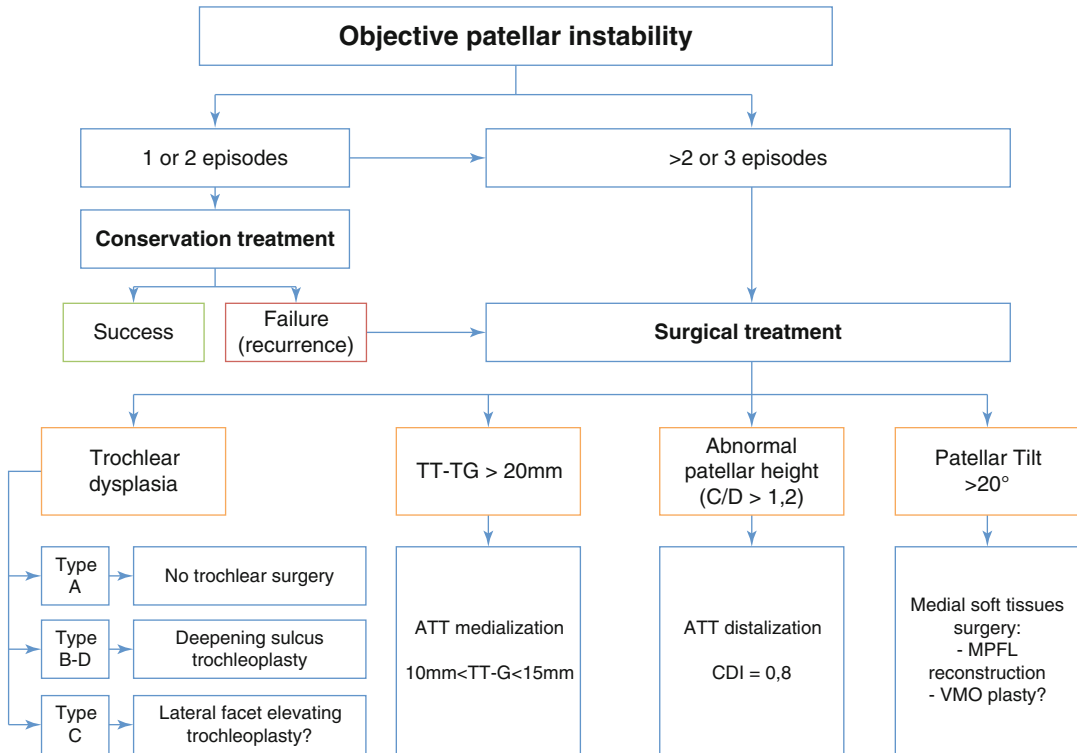 Objective patellar instability
1 or 2 episodes
>2 or 3 episodes
Conservation treatment
Success
Failure
(recurrence)
Surgical treatment
Trochlear
dysplasia
TT-TG > 20mm
Abnormal
patellar height
(C/D > 1,2)
Patellar Tilt
>20°
Type
A
No trochlear surgery
Type
B-D
Deepening sulcus
trochleoplasty
Type
C
Lateral facet elevating
trochleoplasty?
ATT medialization
10mm<TT-G<15mm
ATT distalization
CDI = 0,8
Medial soft tissues
surgery:
- MPFL
reconstruction
- VMO plasty?